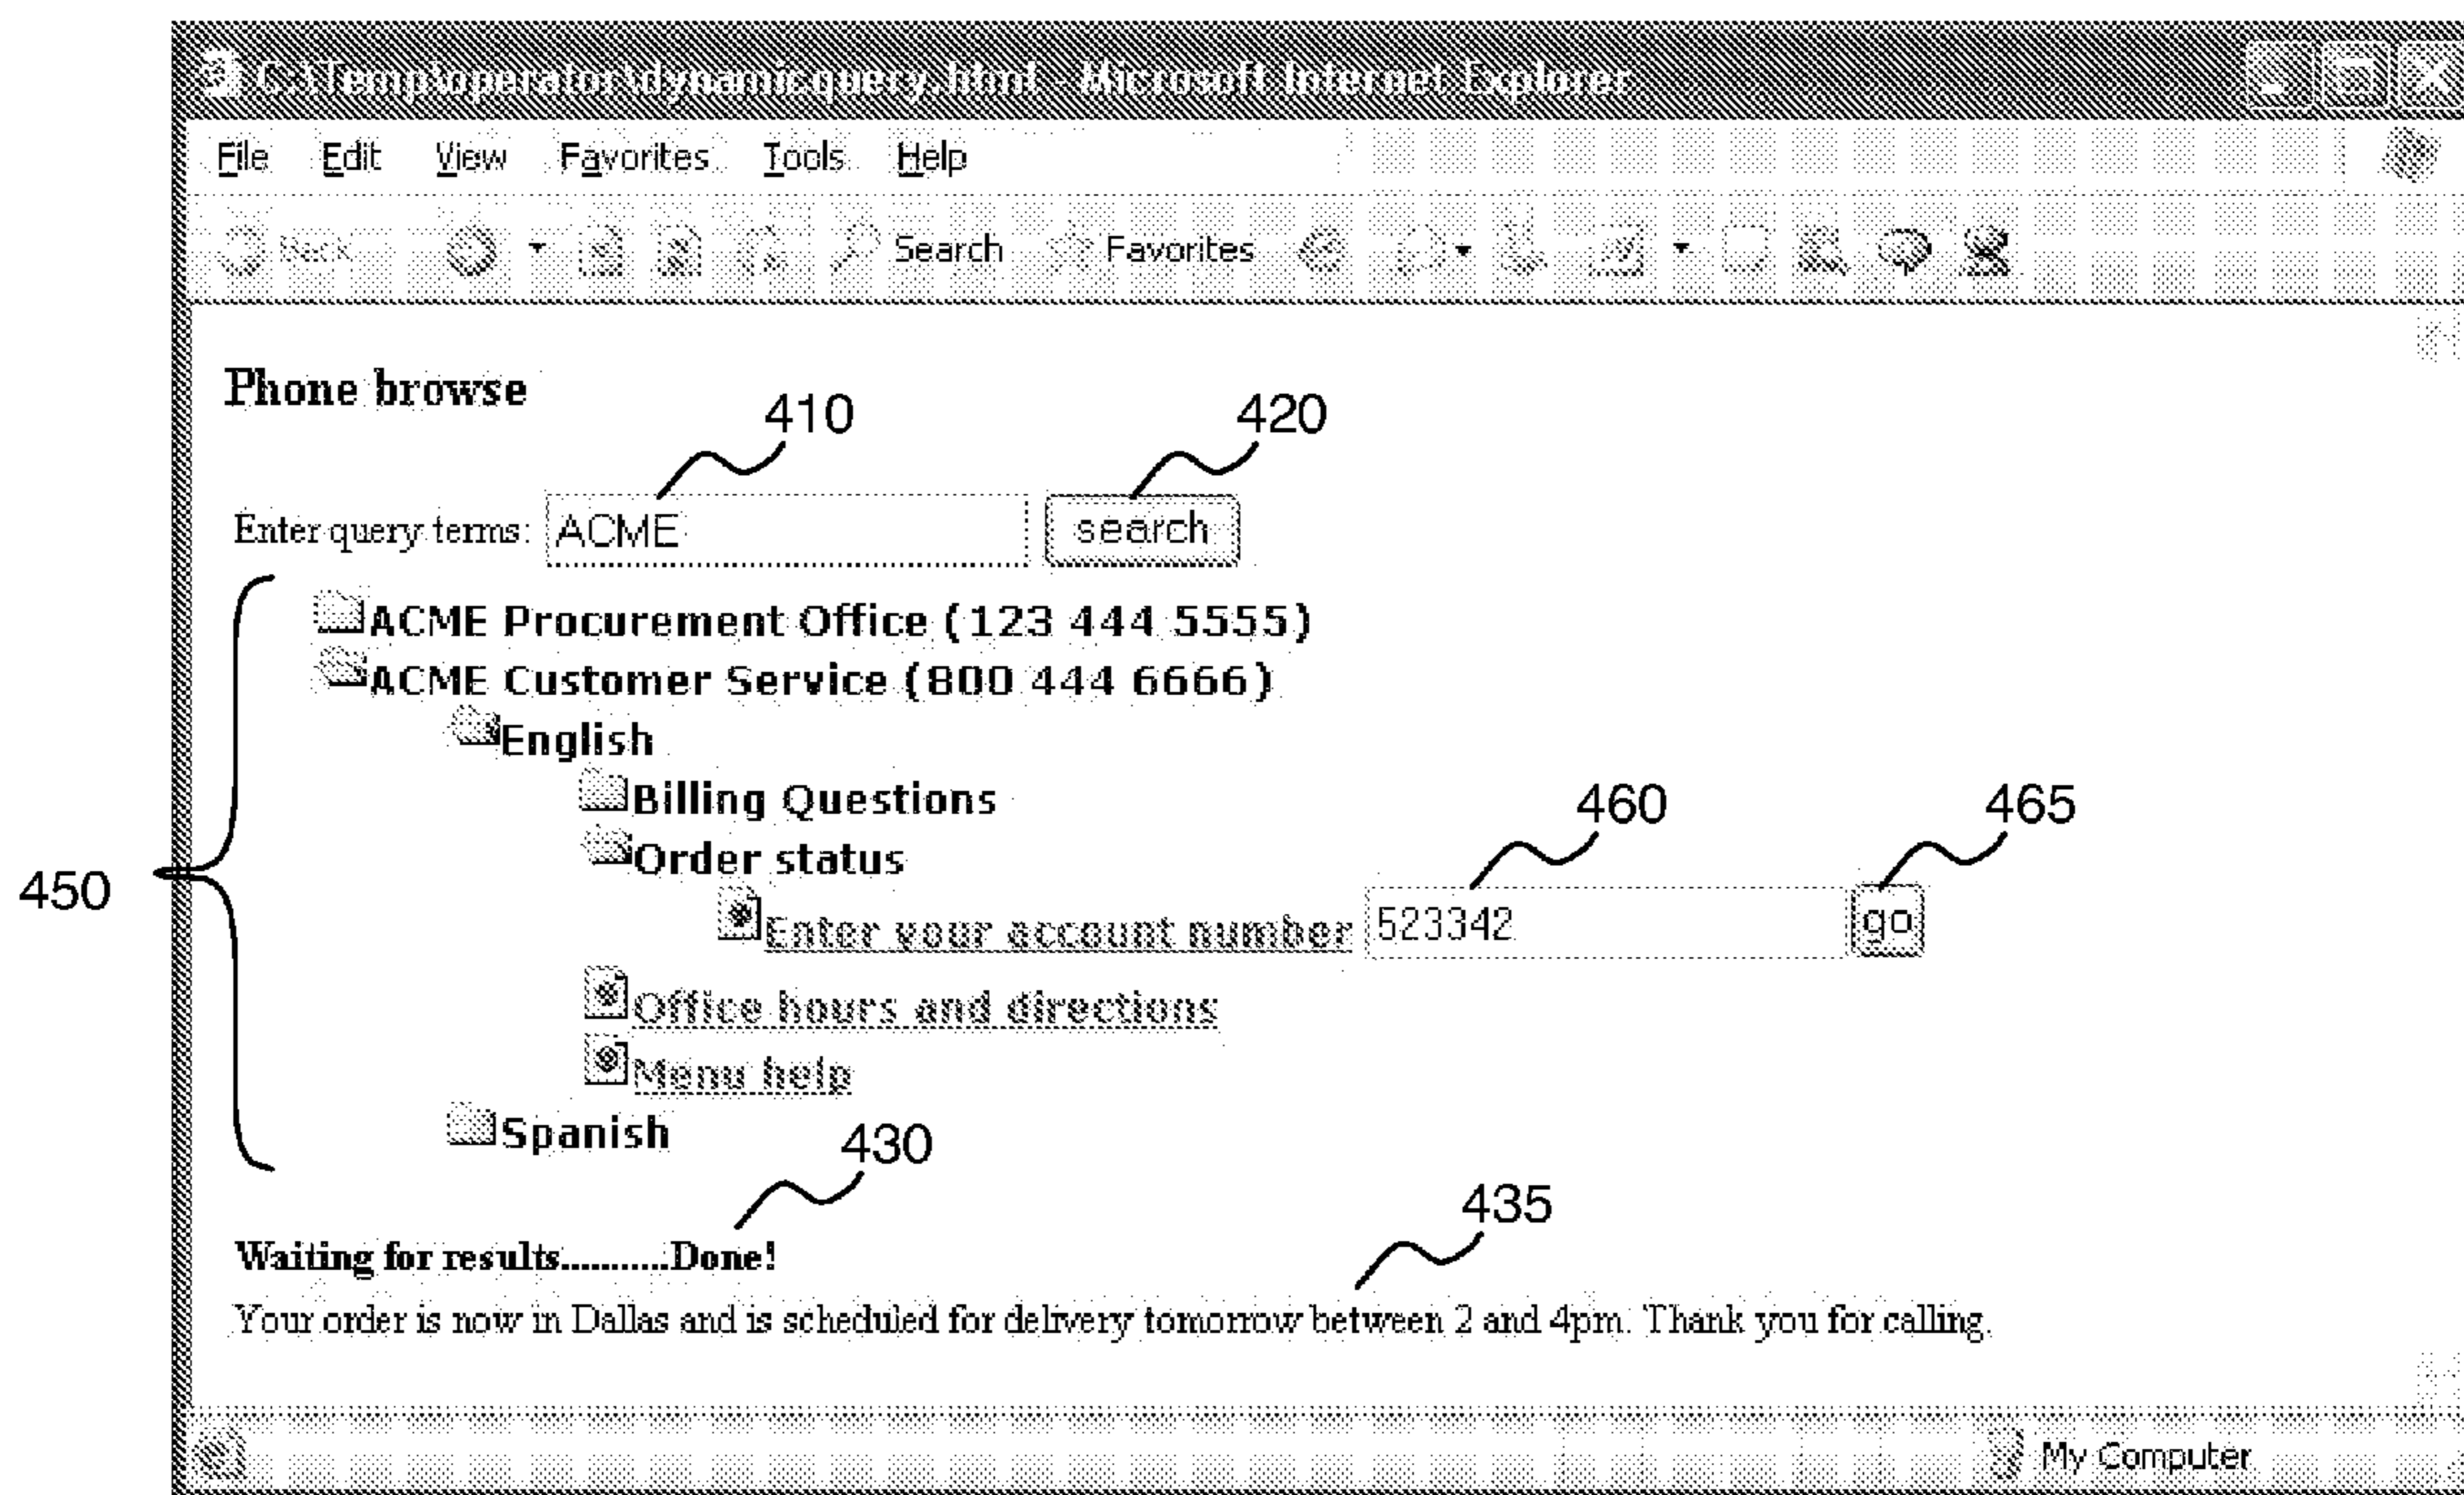 C:\Temp\operator\dynamicquery.html - Microsoft Internet Explorer
File Edit View Favorites Tools Help
Back Search Favorites
Phone browse
410 420
Enter query terms: ACME search
ACME Procurement Office (123 444 5555)
ACME Customer Service (800 444 6666)
English
Billing Questions
460 465
Order status
450
Enter your account number 523342 go
Office hours and directions
Menu help
Spanish
430
435
Waiting for results...........Done!
Your order is now in Dallas and is scheduled for delivery tomorrow between 2 and 4pm. Thank you for calling.
My Computer